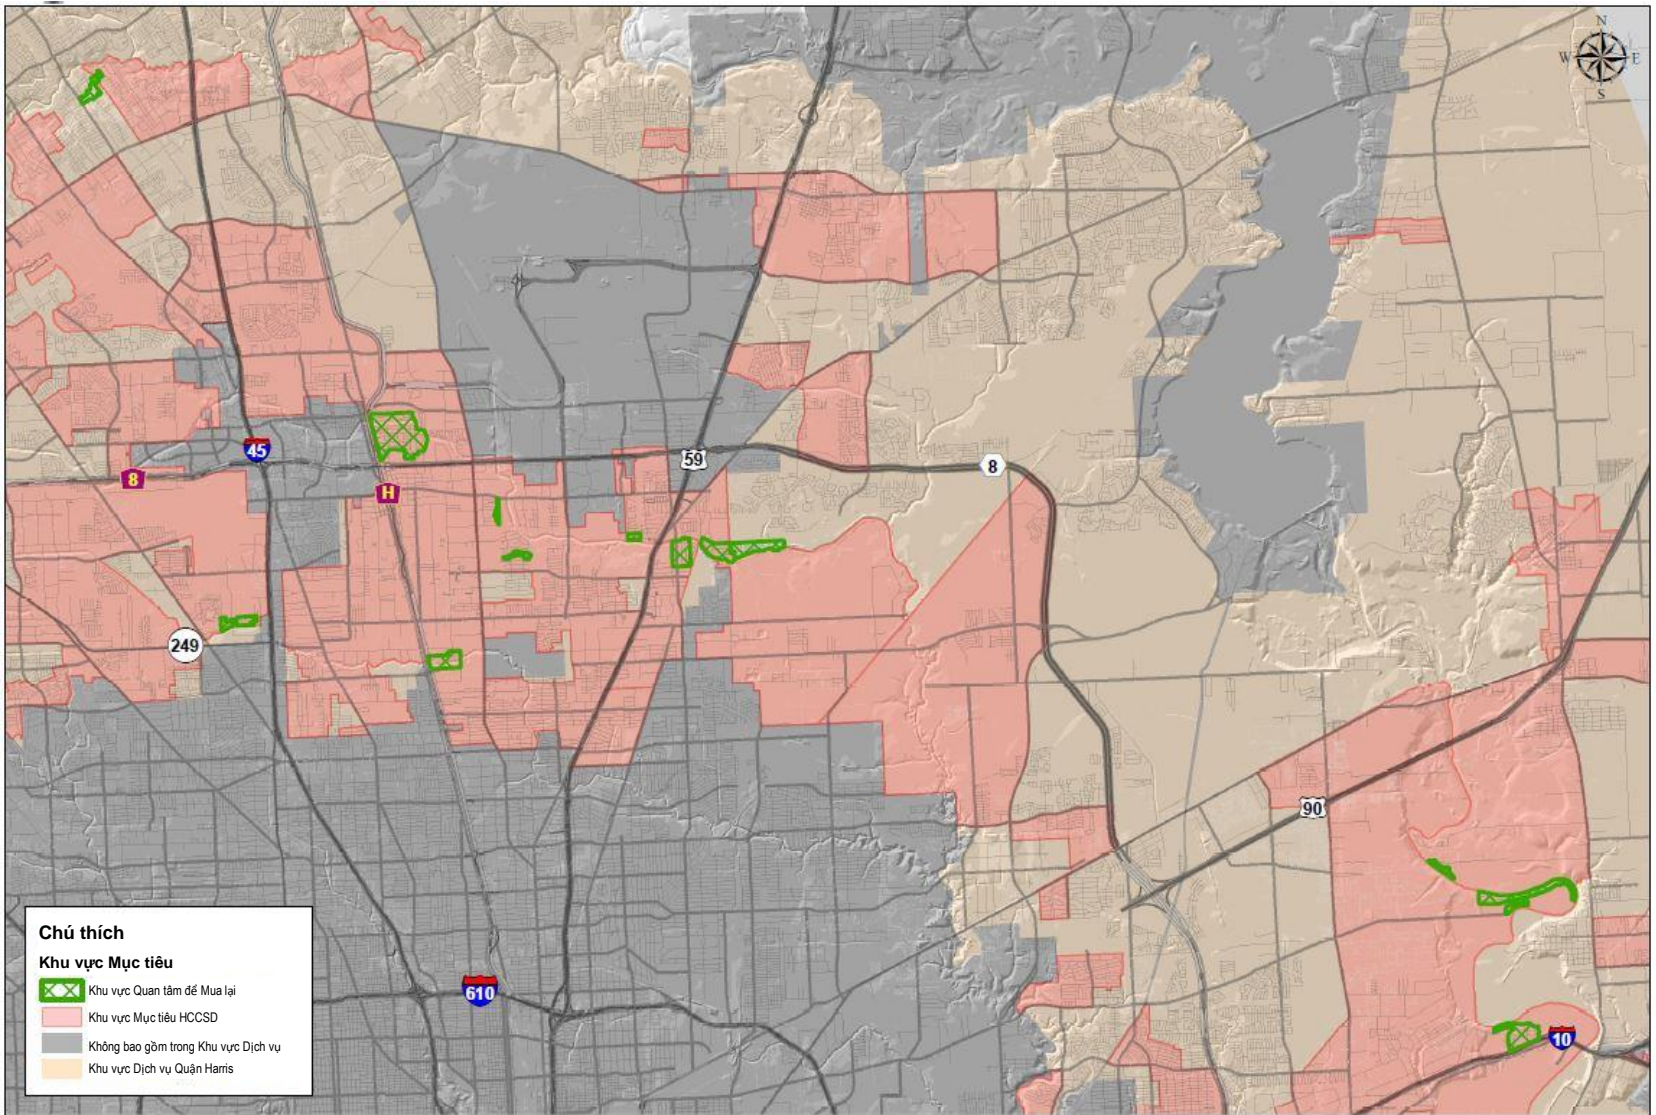 N
W E
S
45
8
H
59
8
249
90
610
10
Chú thích
Khu vực Mục tiêu
Khu vực Quan tâm để Mua lại
Khu vực Mục tiêu HCCSD
Không bao gồm trong Khu vực Dịch vụ
Khu vực Dịch vụ Quận Harris